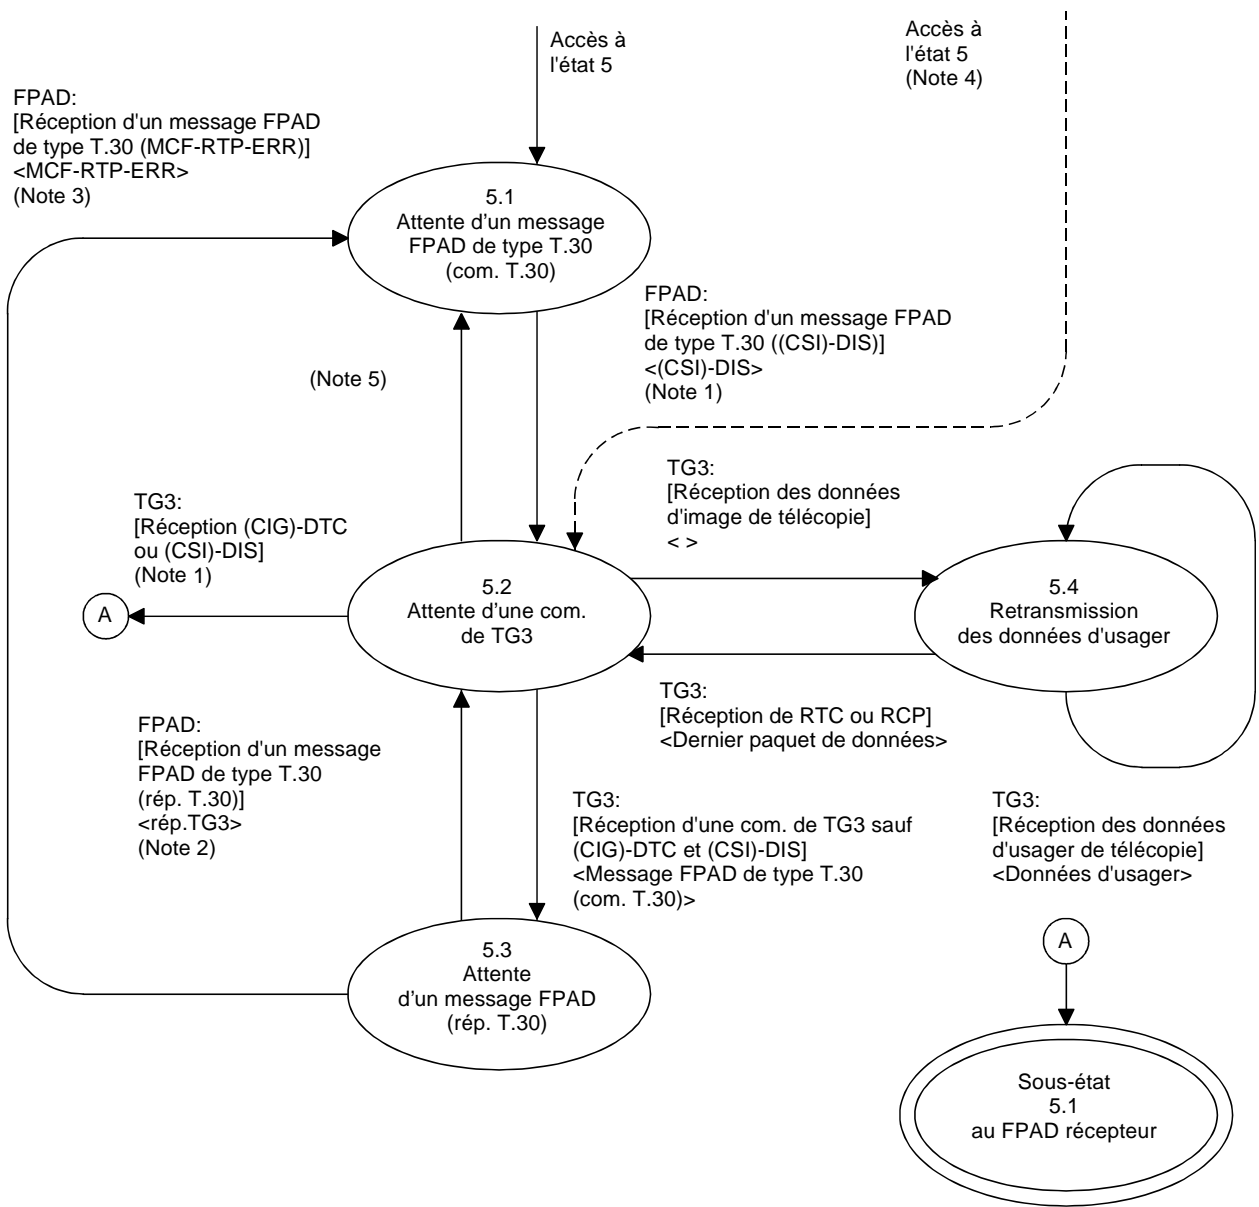 Accès à
l'état 5
Accès à
l'état 5
(Note 4)
FPAD:
[Réception d'un message FPAD
de type T.30 (MCF-RTP-ERR)]
<MCF-RTP-ERR>
(Note 3)
5.1
Attente d’un message
FPAD de type T.30
(com. T.30)
FPAD:
[Réception d'un message FPAD
de type T.30 ((CSI)-DIS)]
<(CSI)-DIS>
(Note 1)
(Note 5)
TG3:
[Réception des données
d'image de télécopie]
< >
TG3:
[Réception (CIG)-DTC
ou (CSI)-DIS]
(Note 1)
A
5.2
Attente d’une com.
de TG3
5.4
Retransmission
des données d'usager
TG3:
[Réception de RTC ou RCP]
<Dernier paquet de données>
FPAD:
[Réception d'un message
FPAD de type T.30
(rép. T.30)]
<rép.TG3>
(Note 2)
TG3:
[Réception d'une com. de TG3 sauf
(CIG)-DTC et (CSI)-DIS]
<Message FPAD de type T.30
(com. T.30)>
TG3:
[Réception des données
d'usager de télécopie]
<Données d'usager>
5.3
Attente
d’un message FPAD
(rép. T.30)
A
Sous-état
5.1
au FPAD récepteur